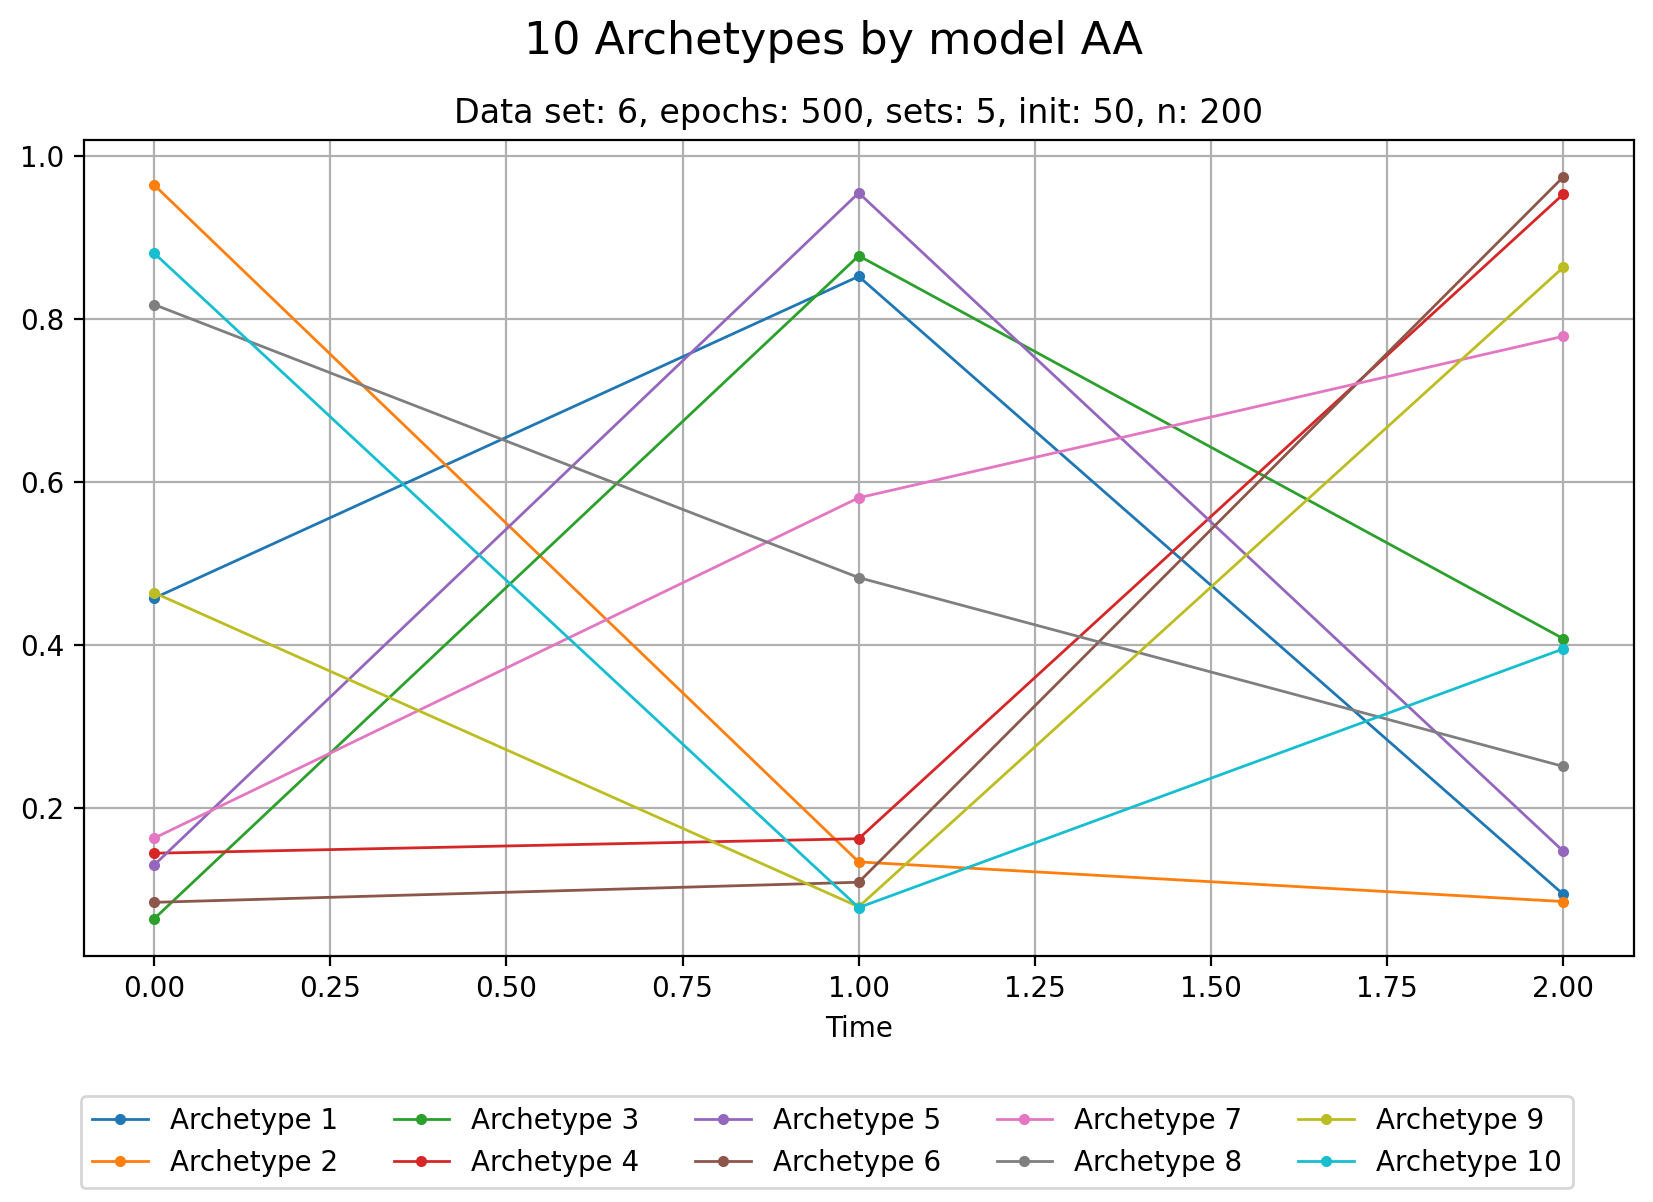 10 Archetypes by model AA
Data set: 6, epochs: 500, sets: 5, init: 50, n: 200
1.0
0.8
0.6
0.4
0.2
0.00 0.25 0.50 0.75 1.00 1.25 1.50 1.75 2.00
Time
Archetype 1 Archetype 3 Archetype 5 Archetype 7 Archetype 9
Archetype 2 Archetype 4 Archetype 6 Archetype 8 Archetype 10